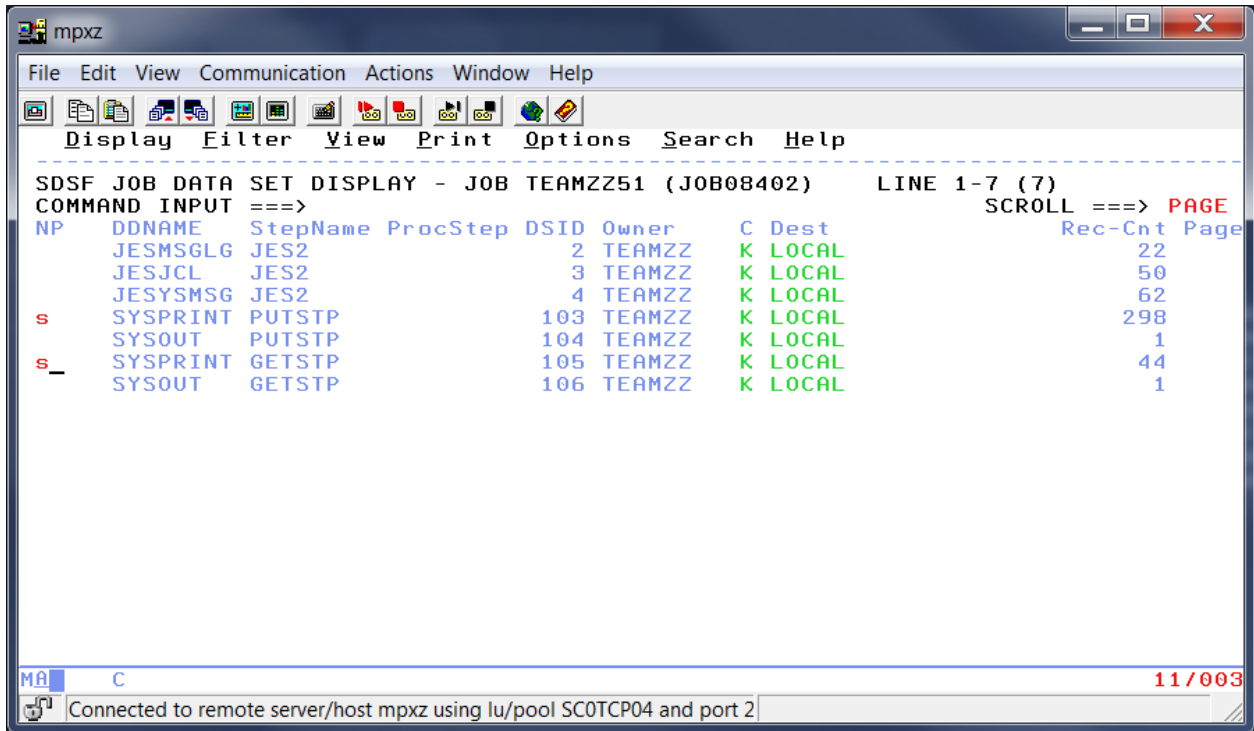 mpxz
File Edit View Communication Actions Window Help
Display Filter View Print Options Search Help
SDSF JOB DATA SET DISPLAY - JOB TEAMZZ51 (JOB08402) LINE 1-7 (7)
COMMAND INPUT ===> SCROLL ===> PAGE
NP DDNAME StepName ProcStep DSID Owner C Dest Rec-Cnt Page
JESMSGLG JES2 2 TEAMZZ K LOCAL 22
JESJCL JES2 3 TEAMZZ K LOCAL 50
JESYSMSG JES2 4 TEAMZZ K LOCAL 62
s SYSPRINT PUTSTP 103 TEAMZZ K LOCAL 298
SYSOUT PUTSTP 104 TEAMZZ K LOCAL 1
s_ SYSPRINT GETSTP 105 TEAMZZ K LOCAL 44
SYSOUT GETSTP 106 TEAMZZ K LOCAL 1
MA C 11/003
Connected to remote server/host mpxz using lu/pool SC0TCP04 and port 2